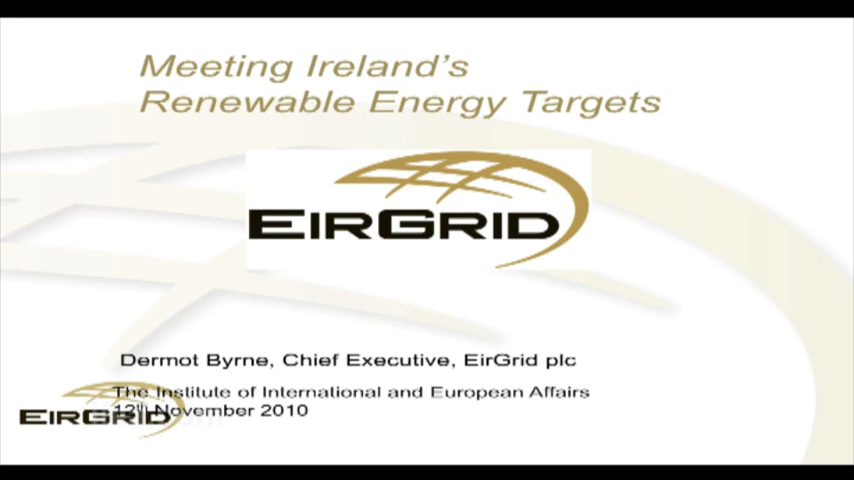 Meeting Ireland's
Renewable Energy Targets
EIRGRID
Dermot Byrne, Chief Executive, EirGrid plc
The Institute of International and European Affairs
12th November 2010
EIRGRID